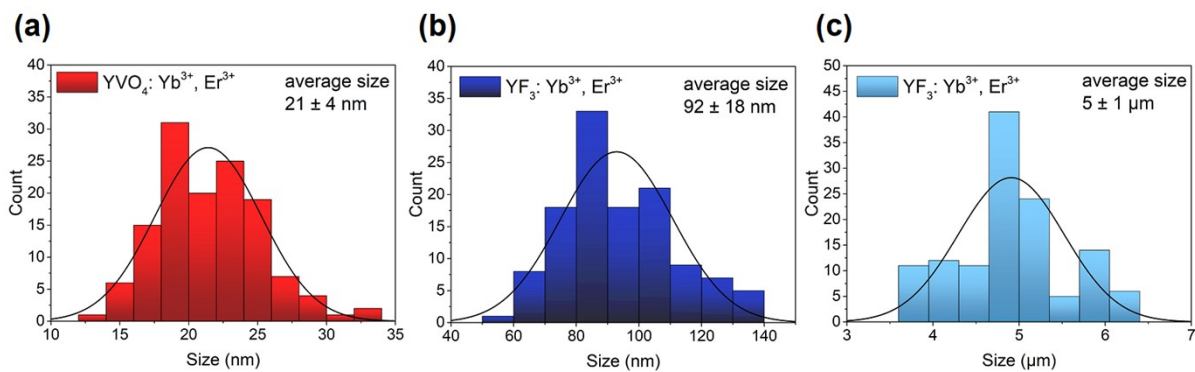 (a)
YVO₄: Yb³⁺, Er³⁺
average size
21 ± 4 nm
Count
0
5
10
15
20
25
30
35
40
10
15
20
25
30
35
Size (nm)
(b)
YF₃: Yb³⁺, Er³⁺
average size
92 ± 18 nm
Count
0
5
10
15
20
25
30
35
40
40
60
80
100
120
140
Size (nm)
(c)
YF₃: Yb³⁺, Er³⁺
average size
5 ± 1 µm
Count
0
5
10
15
20
25
30
35
40
45
50
3
4
5
6
7
Size (µm)